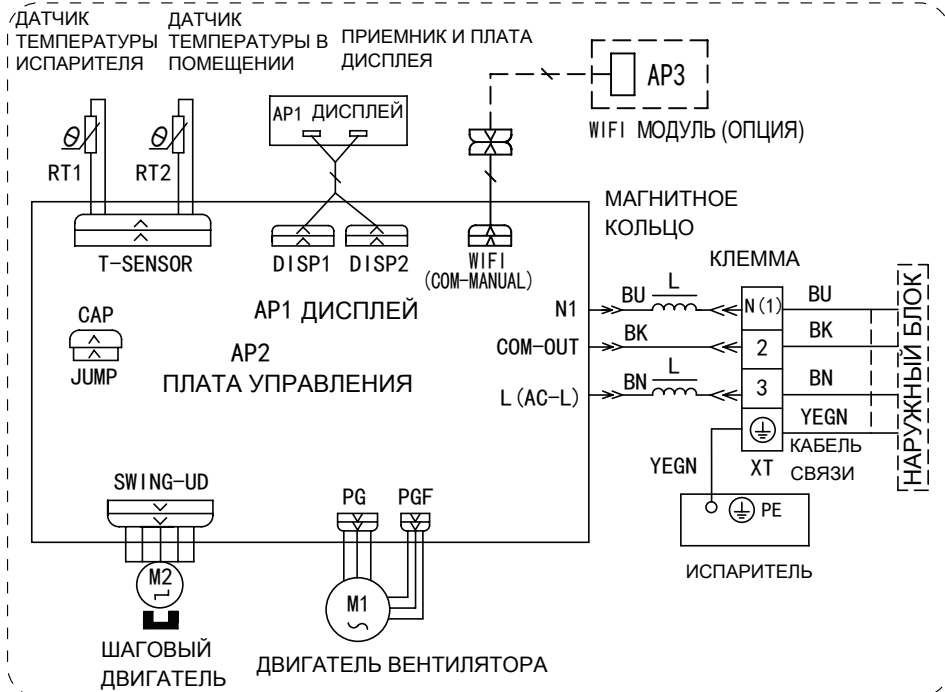 ДАТЧИК
ТЕМПЕРАТУРЫ
ИСПАРИТЕЛЯ
ДАТЧИК
ТЕМПЕРАТУРЫ В
ПОМЕЩЕНИИ
ПРИЕМНИК И ПЛАТА
ДИСПЛЕЯ
AP1 ДИСПЛЕЙ
AP3
WIFI МОДУЛЬ (ОПЦИЯ)
θ
RT1
θ
RT2
T-SENSOR
DISP1
DISP2
WIFI
(COM-MANUAL)
МАГНИТНОЕ
КОЛЬЦО
КЛЕММА
CAP
JUMP
AP1 ДИСПЛЕЙ
AP2
ПЛАТА УПРАВЛЕНИЯ
N1
BU
L
N(1)
BU
COM-OUT
BK
2
BK
L(AC-L)
BN
L
3
BN
YEGN
YEGN
XT
КАБЕЛЬ
СВЯЗИ
НАРУЖНЫЙ БЛОК
PE
ИСПАРИТЕЛЬ
SWING-UD
M2
ШАГОВЫЙ
ДВИГАТЕЛЬ
PG
PGF
M1
ДВИГАТЕЛЬ ВЕНТИЛЯТОРА